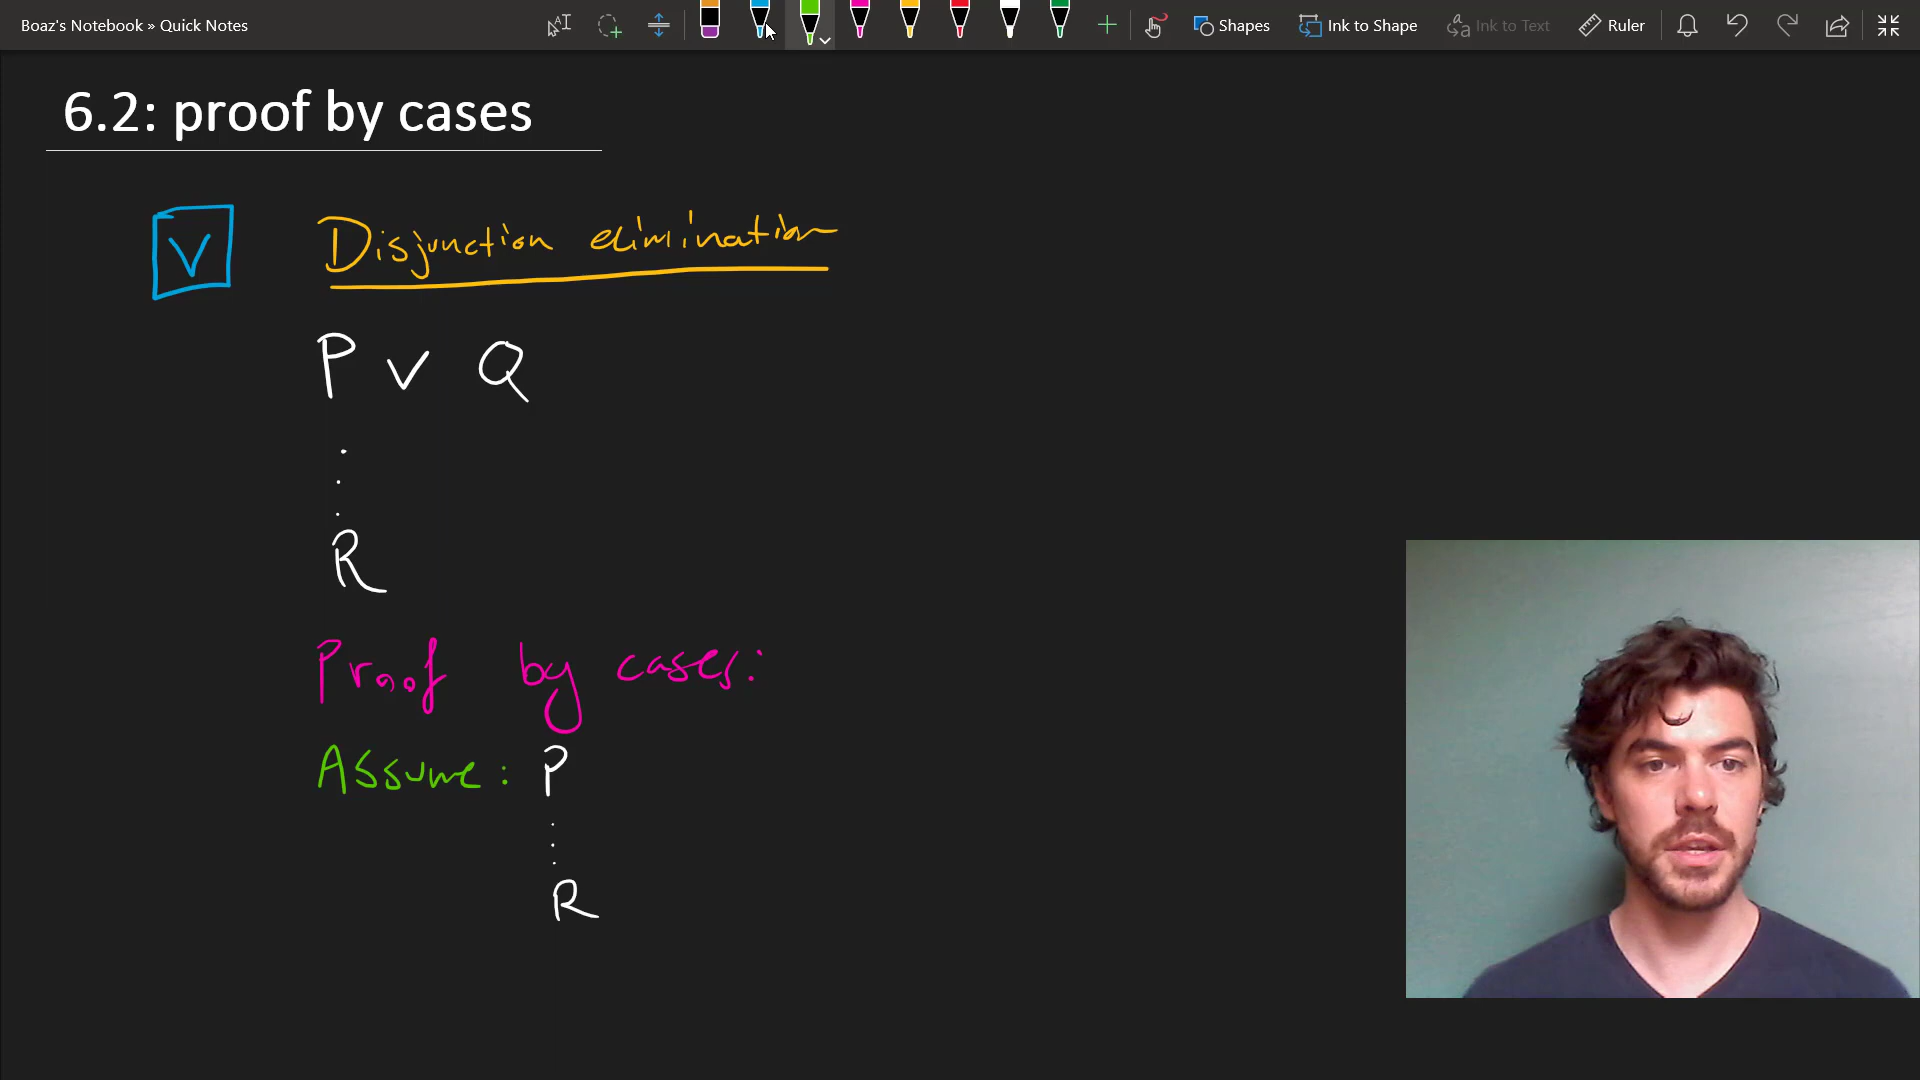 Boaz's Notebook » Quick Notes
Shapes Ink to Shape Ink to Text Ruler
6.2: proof by cases
V Disjunction elimination
P ∨ Q
.
.
.
R
Proof by cases:
Assume: P
.
.
.
R